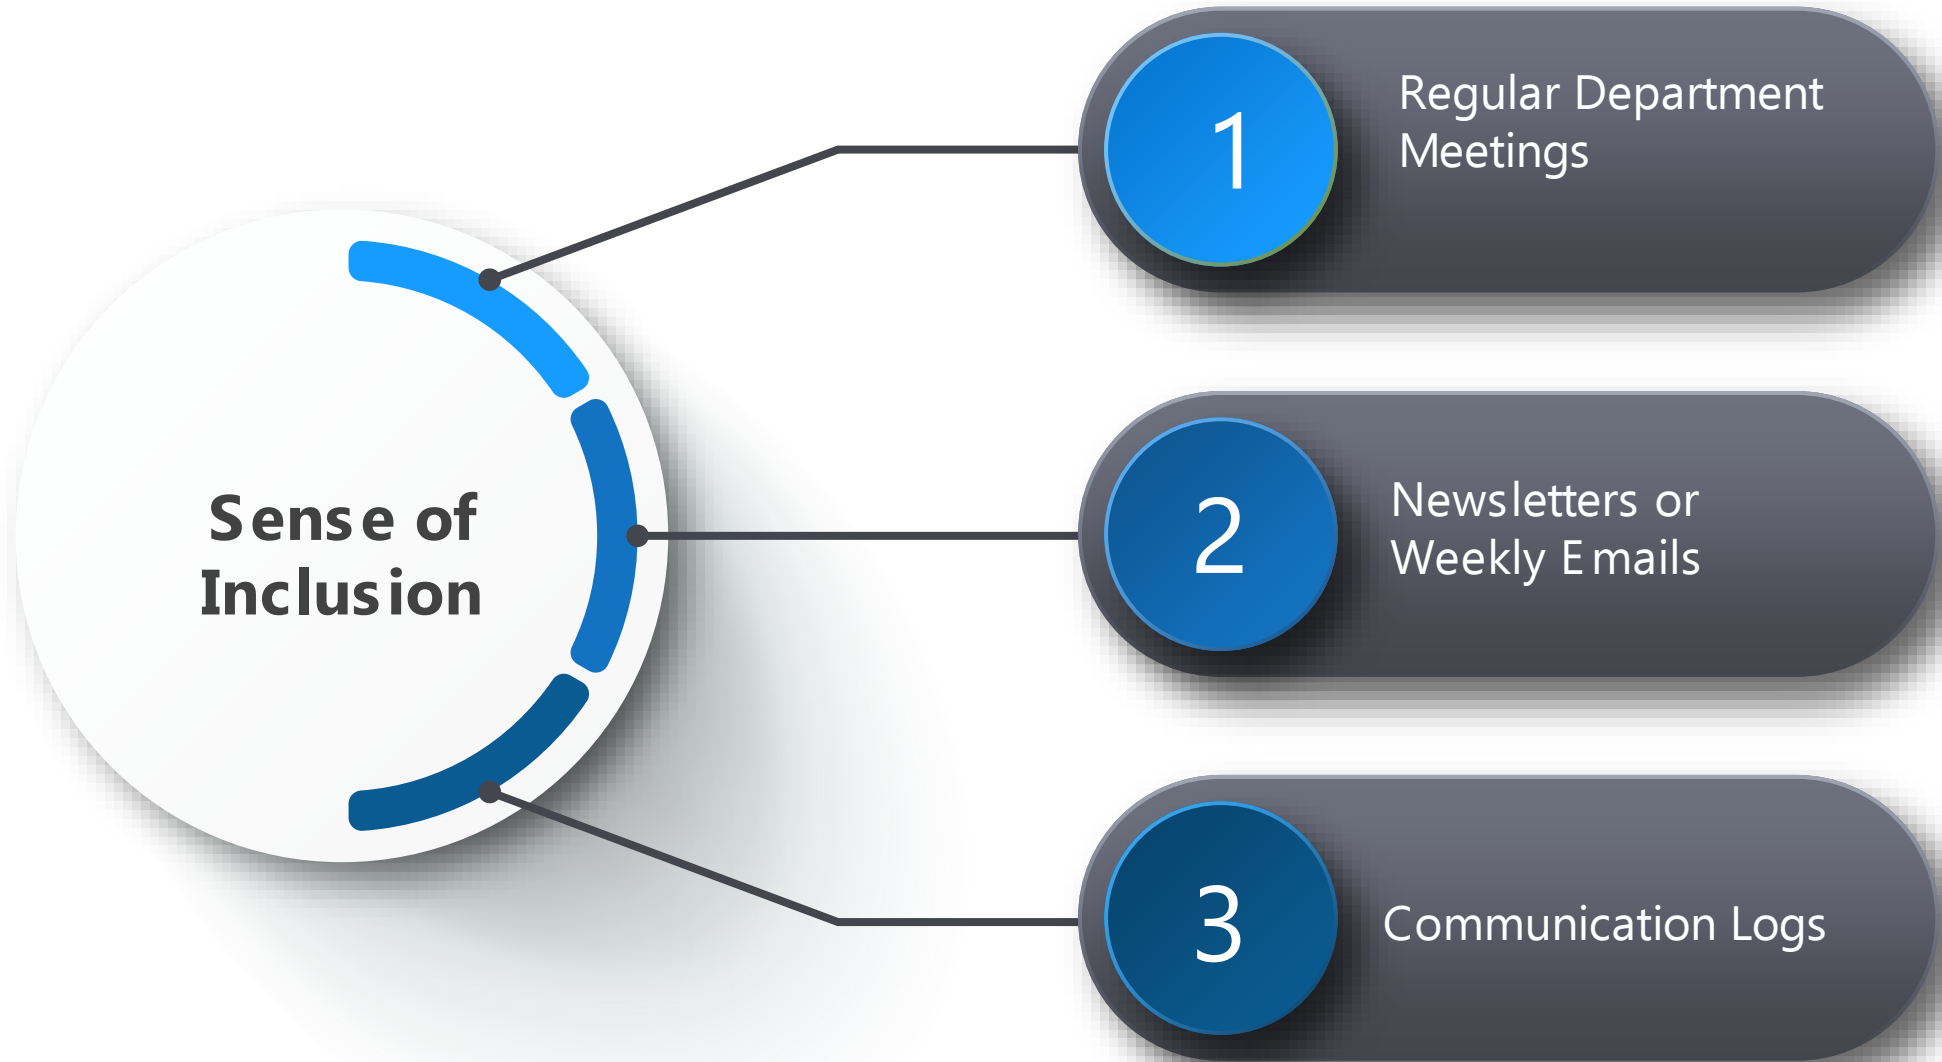 Sense of
Inclusion
1
Regular Department
Meetings
2
Newsletters or
Weekly Emails
3
Communication Logs